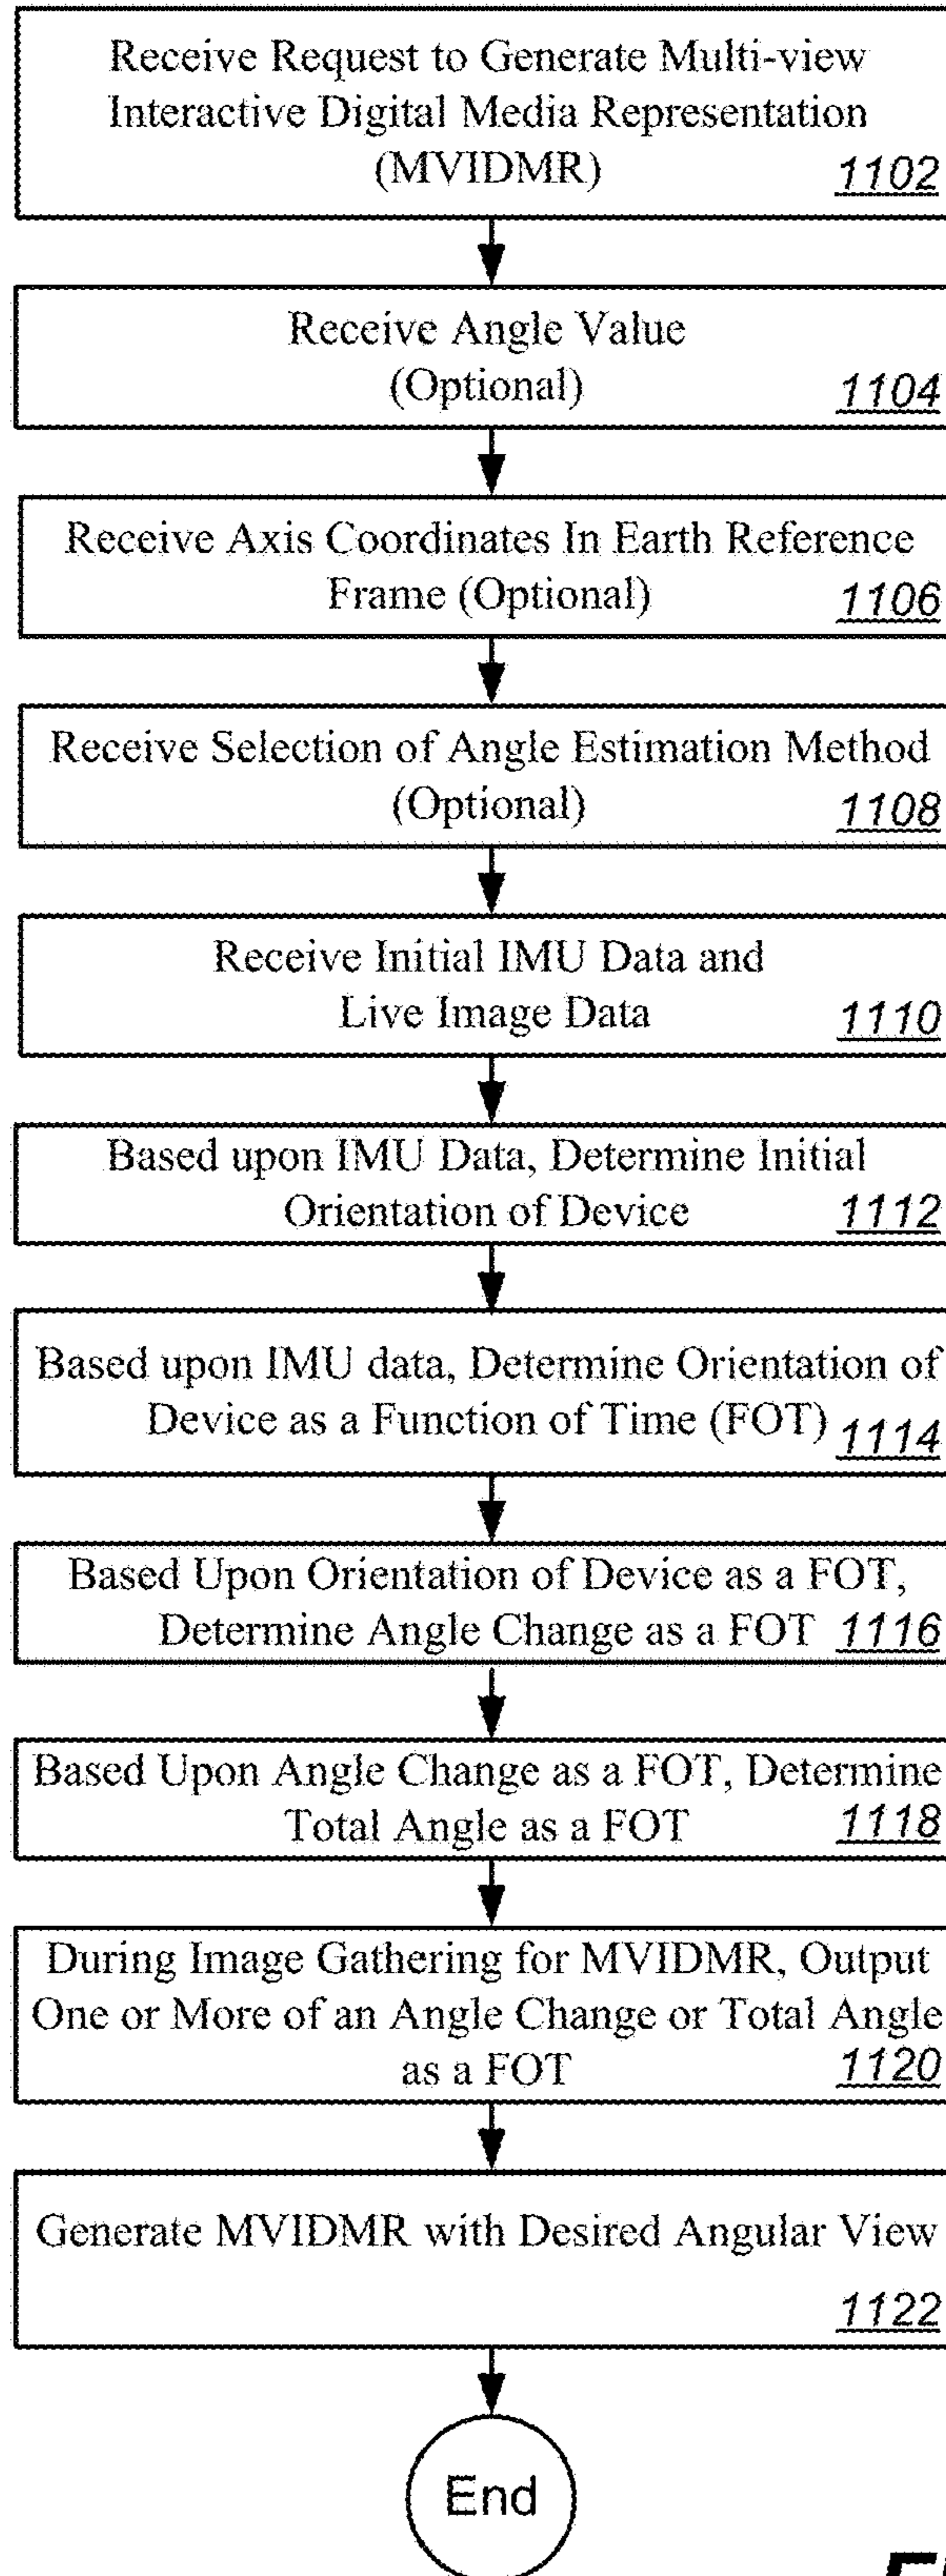 Receive Request to Generate Multi-view
Interactive Digital Media Representation
(MVIDMR)
1102
Receive Angle Value
(Optional)
1104
Receive Axis Coordinates In Earth Reference
Frame (Optional)
1106
Receive Selection of Angle Estimation Method
(Optional)
1108
Receive Initial IMU Data and
Live Image Data
1110
Based upon IMU Data, Determine Initial
Orientation of Device
1112
Based upon IMU data, Determine Orientation of
Device as a Function of Time (FOT)
1114
Based Upon Orientation of Device as a FOT,
Determine Angle Change as a FOT
1116
Based Upon Angle Change as a FOT, Determine
Total Angle as a FOT
1118
During Image Gathering for MVIDMR, Output
One or More of an Angle Change or Total Angle
as a FOT
1120
Generate MVIDMR with Desired Angular View
1122
End